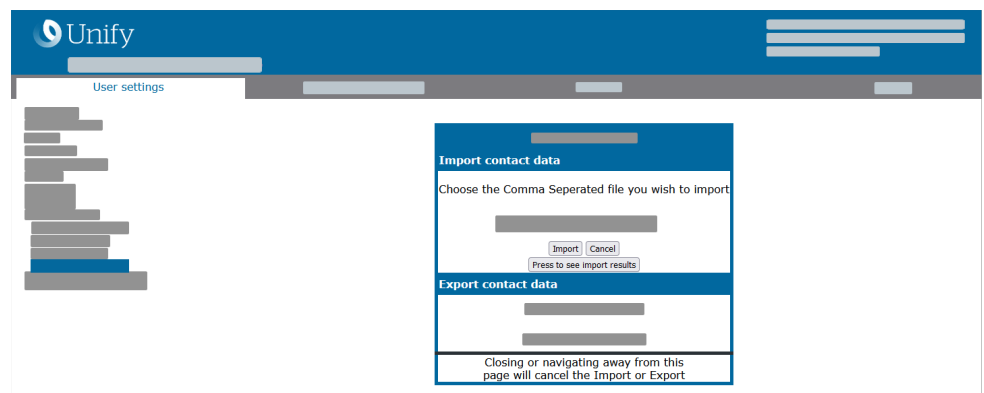 Unify
User settings
Import contact data
Choose the Comma Seperated file you wish to import
Import Cancel
Press to see import results
Export contact data
Closing or navigating away from this
page will cancel the Import or Export